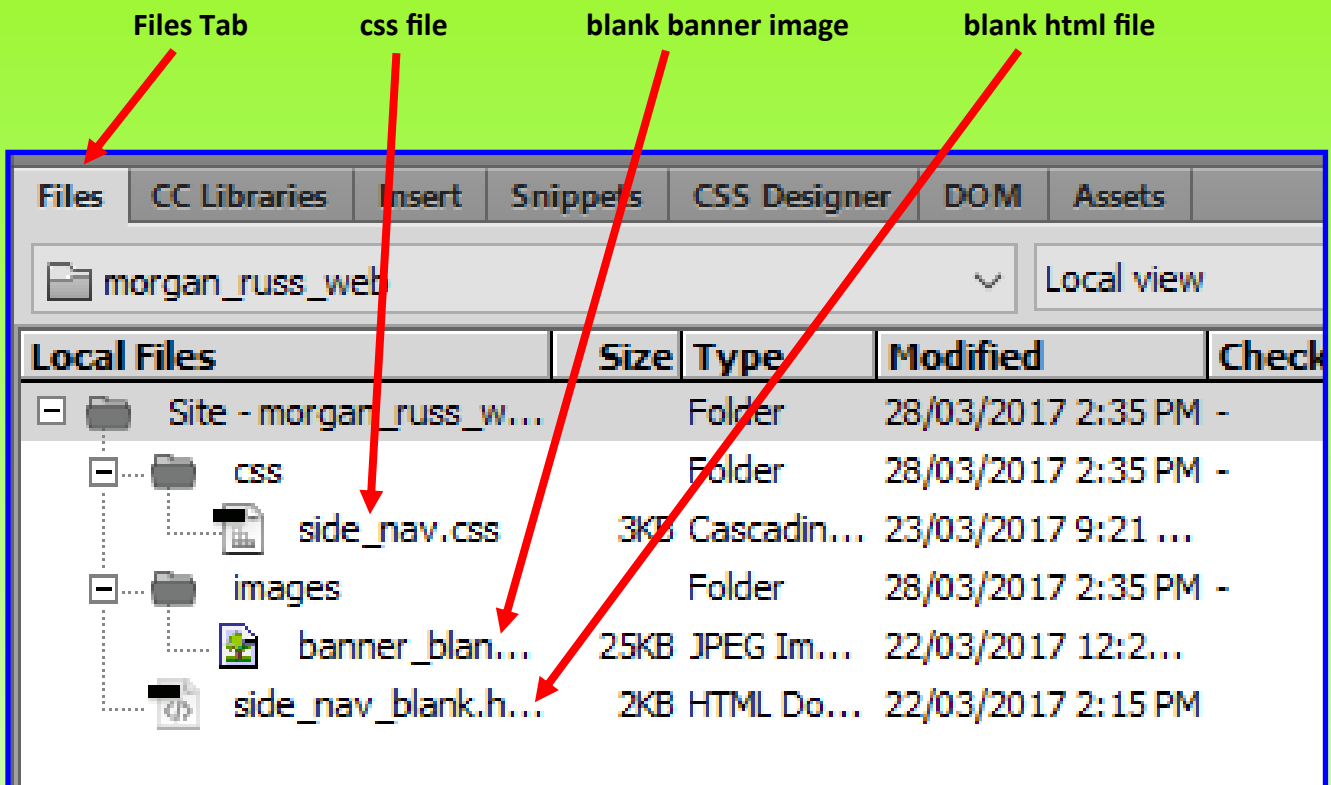 Files Tab css file blank banner image blank html file
Files CC Libraries Insert Snippets CSS Designer DOM Assets
morgan_russ_web Local view
Local Files Size Type Modified Check
Site - morgan_russ_w... Folder 28/03/2017 2:35 PM -
css Folder 28/03/2017 2:35 PM -
side_nav.css 3KB Cascadin... 23/03/2017 9:21 ...
images Folder 28/03/2017 2:35 PM -
banner_blan... 25KB JPEG Im... 22/03/2017 12:2...
side_nav_blank.h... 2KB HTML Do... 22/03/2017 2:15 PM